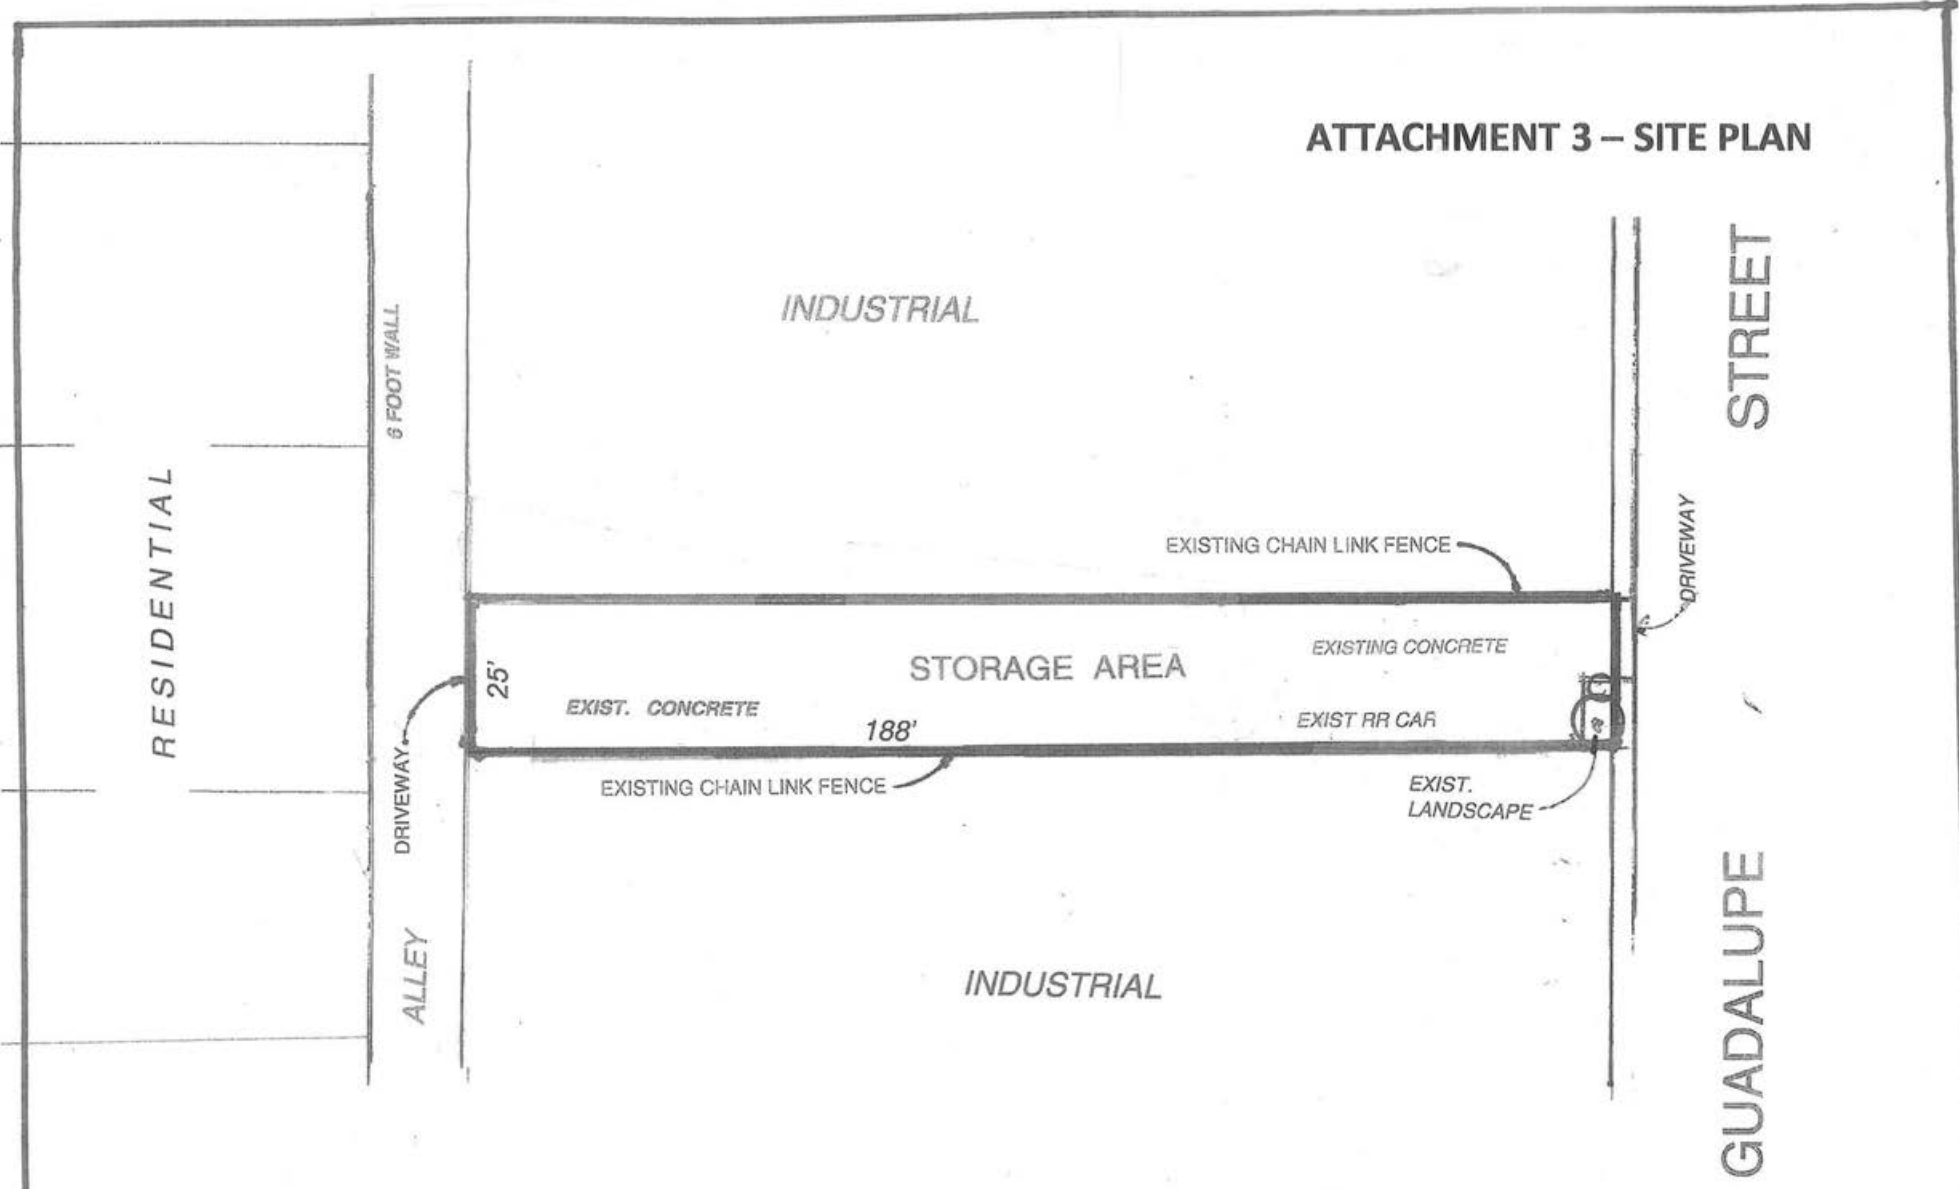 ATTACHMENT 3 – SITE PLAN
INDUSTRIAL
STREET
6 FOOT WALL
RESIDENTIAL
EXISTING CHAIN LINK FENCE
DRIVEWAY
EXISTING CONCRETE
STORAGE AREA
25'
EXIST. CONCRETE
188'
EXIST RR CAR
DRIVEWAY
EXISTING CHAIN LINK FENCE
EXIST.
LANDSCAPE
ALLEY
INDUSTRIAL
GUADALUPE